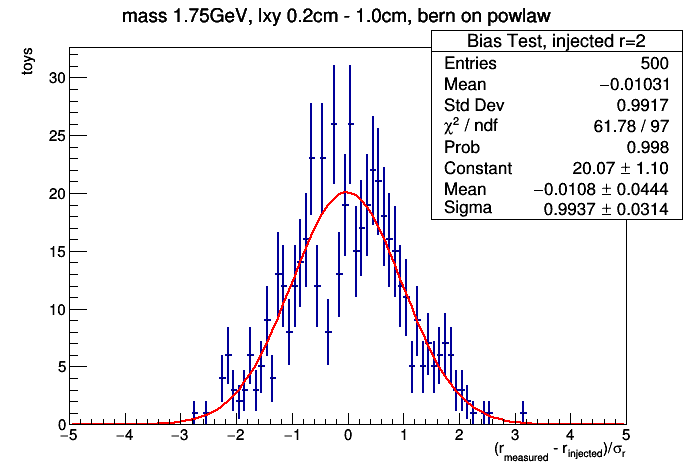 mass 1.75GeV, lxy 0.2cm - 1.0cm, bern on powlaw
Bias Test, injected r=2
Entries 500
Mean −0.01031
Std Dev 0.9917
χ² / ndf 61.78 / 97
Prob 0.998
Constant 20.07 ± 1.10
Mean −0.0108 ± 0.0444
Sigma 0.9937 ± 0.0314
toys
30
25
20
15
10
5
0
−5 −4 −3 −2 −1 0 1 2 3 4 5
(r_measured - r_injected)/σ_r